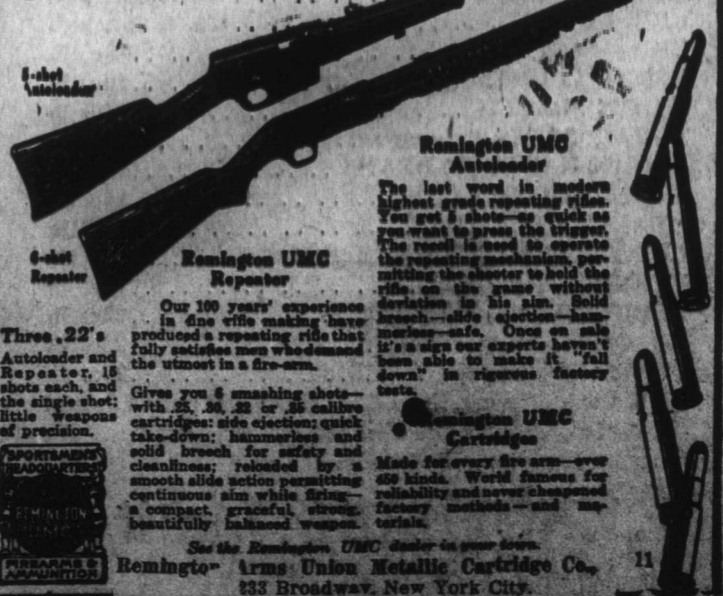 5-shot
Autoloader
6-shot
Repeater
Remington UMC
Repeater
Our 100 years' experience
in fine rifle making have
produced a repeating rifle that
fully satisfies men who demand
the utmost in a fire-arm.
Gives you 6 smashing shots—
with .25, .30, .32 or .35 calibre
cartridges: side ejection; quick
take-down; hammerless and
solid breech for safety and
cleanliness; reloaded by a
smooth slide action permitting
continuous aim while firing—
a compact, graceful, strong,
beautifully balanced weapon.
Three .22's
Autoloader and
Repeater, 15
shots each, and
the single shot;
little weapons
of precision.
SPORTSMEN'S
HEADQUARTERS
REMINGTON
FIREARMS &
AMMUNITION
Remington UMC
Autoloader
The last word in modern
highest grade repeating rifles.
You get 5 shots—as quick as
you want to press the trigger.
The recoil is used to operate
the repeating mechanism, per-
mitting the shooter to hold the
rifle on the game without
deviation in his aim. Solid
breech—slide ejection—ham-
merless—safe. Once on sale
it's a sign our experts haven't
been able to make it "fall
down" in rigorous factory
tests.
Remington UMC
Cartridges
Made for every fire arm—over
450 kinds. World famous for
reliability and never cheapened
factory methods—and ma-
terials.
See the Remington UMC dealer in your town.
Remington Arms Union Metallic Cartridge Co.,
233 Broadway, New York City.
11